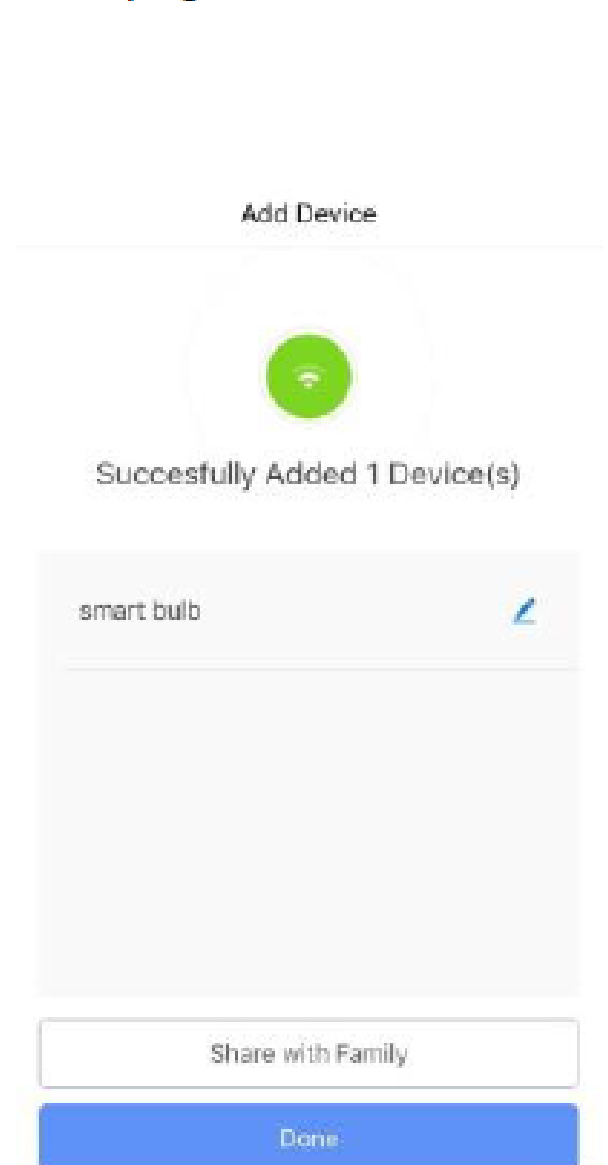 Add Device
Succesfully Added 1 Device(s)
smart bulb
Share with Family
Done